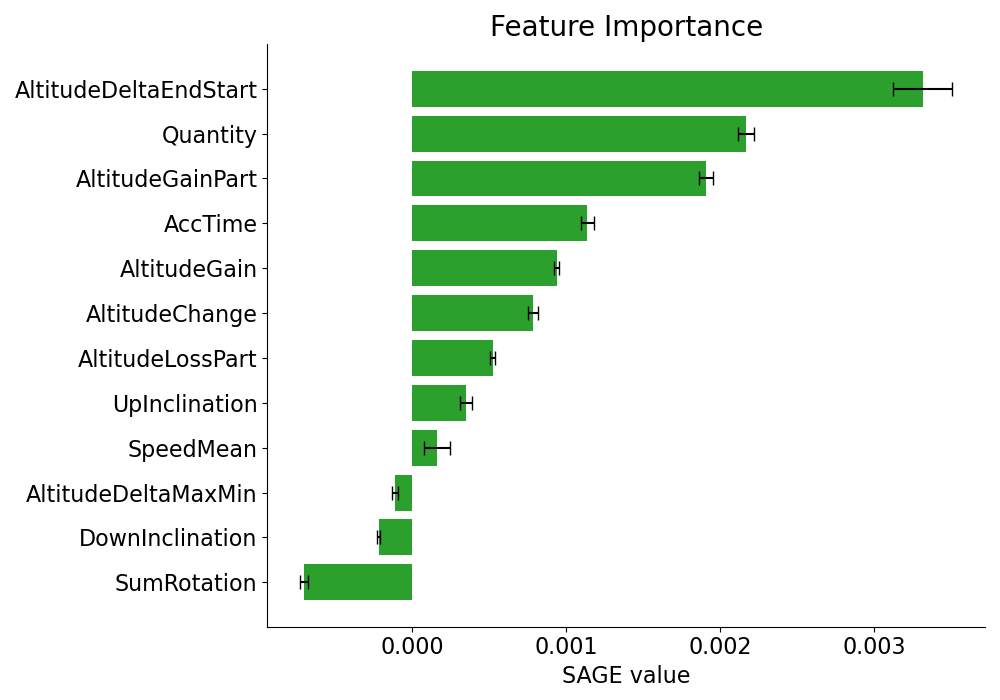 Feature Importance
AltitudeDeltaEndStart
Quantity
AltitudeGainPart
AccTime
AltitudeGain
AltitudeChange
AltitudeLossPart
UpInclination
SpeedMean
AltitudeDeltaMaxMin
DownInclination
SumRotation
0.000 0.001 0.002 0.003
SAGE value